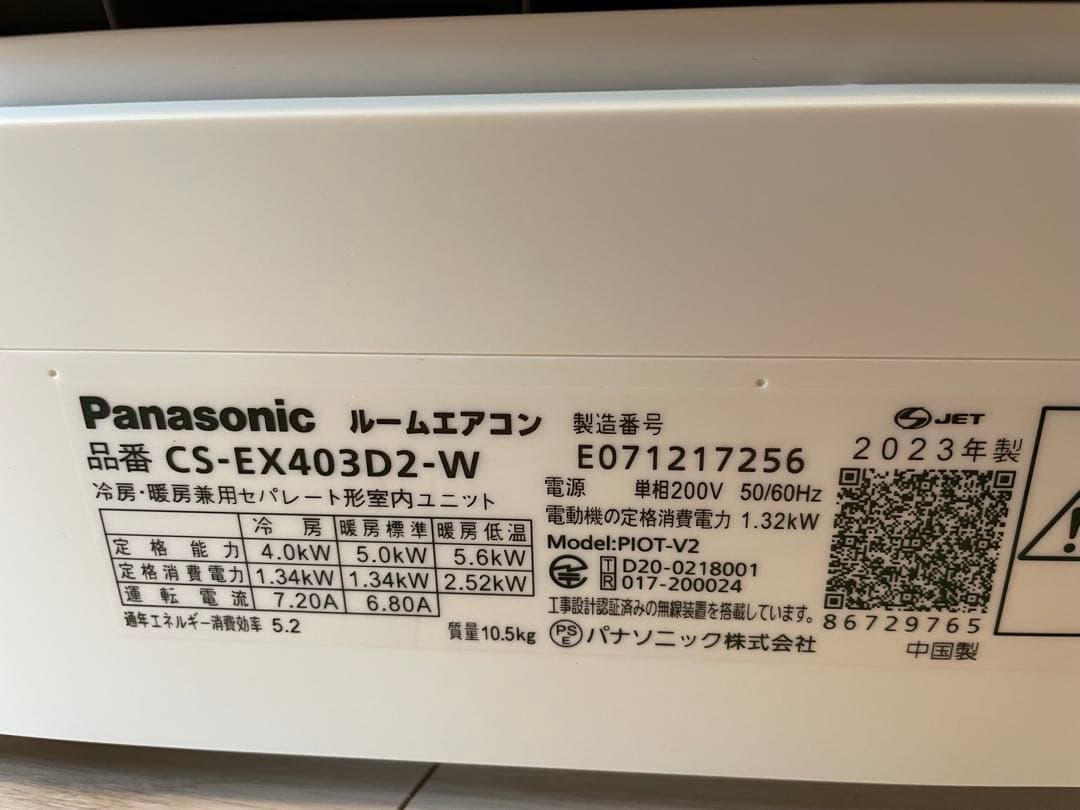 Panasonic ルームエアコン
品番 CS-EX403D2-W
冷房・暖房兼用セパレート形室内ユニット
冷房 暖房標準 暖房低温
定格能力 4.0kW 5.0kW 5.6kW
定格消費電力 1.34kW 1.34kW 2.52kW
運転電流 7.20A 6.80A
通年エネルギー消費効率 5.2
質量10.5kg
製造番号
E071217256
電源 単相200V 50/60Hz
電動機の定格消費電力 1.32kW
Model:PIOT-V2
T D20-0218001
R 017-200024
工事設計認証済みの無線装置を搭載しています。
PSE パナソニック株式会社
JET
2023年製
86729765
中国製